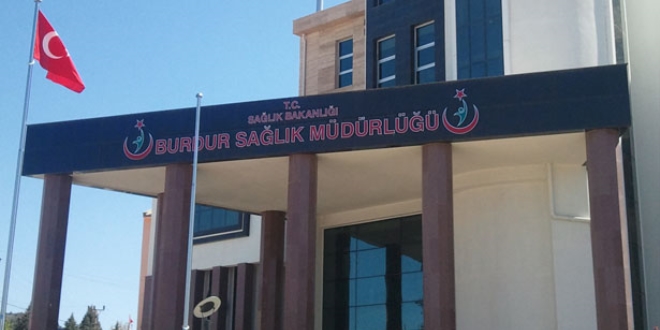 T.C.
SAĞLIK BAKANLIĞI
BURDUR SAĞLIK MÜDÜRLÜĞÜ